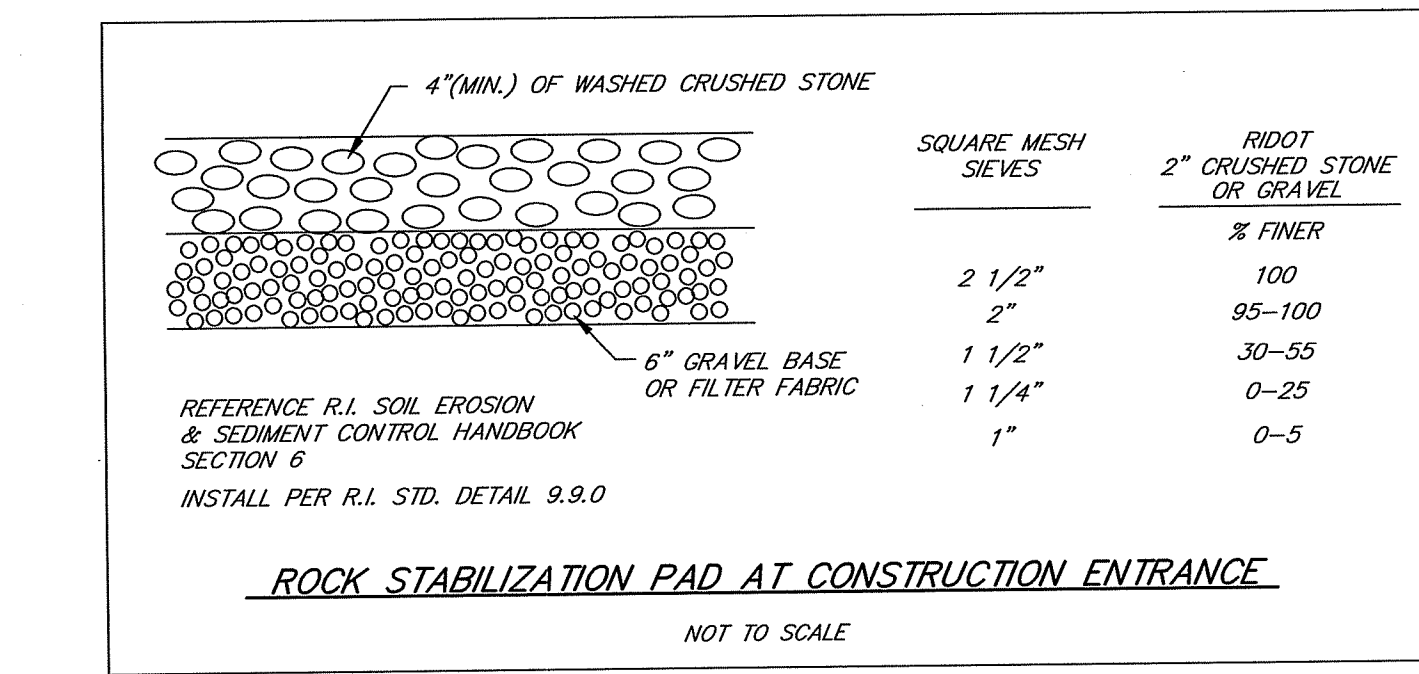 4"(MIN.) OF WASHED CRUSHED STONE
SQUARE MESH
SIEVES
RIDOT
2" CRUSHED STONE
OR GRAVEL
% FINER
2 1/2" 100
2" 95-100
1 1/2" 30-55
1 1/4" 0-25
1" 0-5
6" GRAVEL BASE
OR FILTER FABRIC
REFERENCE R.I. SOIL EROSION
& SEDIMENT CONTROL HANDBOOK
SECTION 6
INSTALL PER R.I. STD. DETAIL 9.9.0
ROCK STABILIZATION PAD AT CONSTRUCTION ENTRANCE
NOT TO SCALE